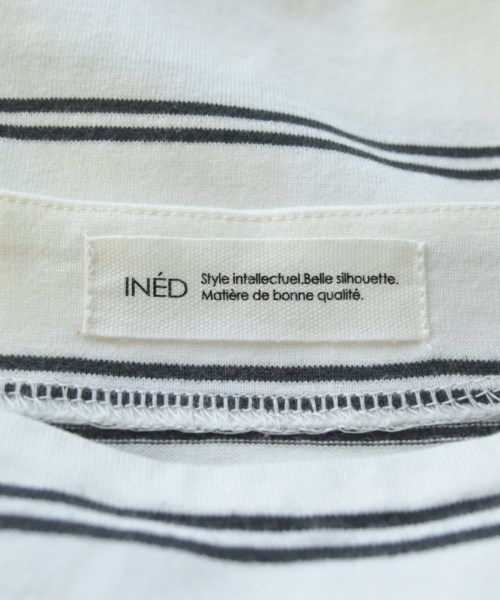 INÉD
Style intellectuel.Belle silhouette.
Matière de bonne qualité.